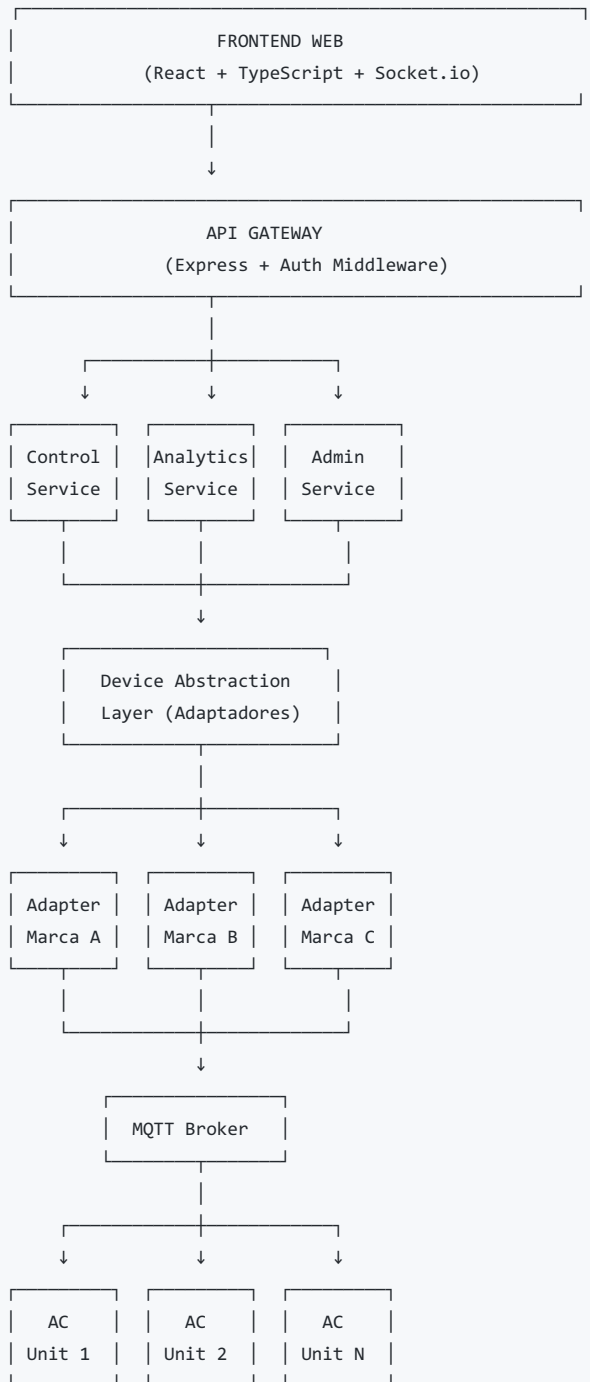 FRONTEND WEB
(React + TypeScript + Socket.io)
↓
API GATEWAY
(Express + Auth Middleware)
↓ ↓ ↓
Control Analytics Admin
Service Service Service
↓
Device Abstraction
Layer (Adaptadores)
↓ ↓ ↓
Adapter Adapter Adapter
Marca A Marca B Marca C
↓
MQTT Broker
↓ ↓ ↓
AC AC AC
Unit 1 Unit 2 Unit N